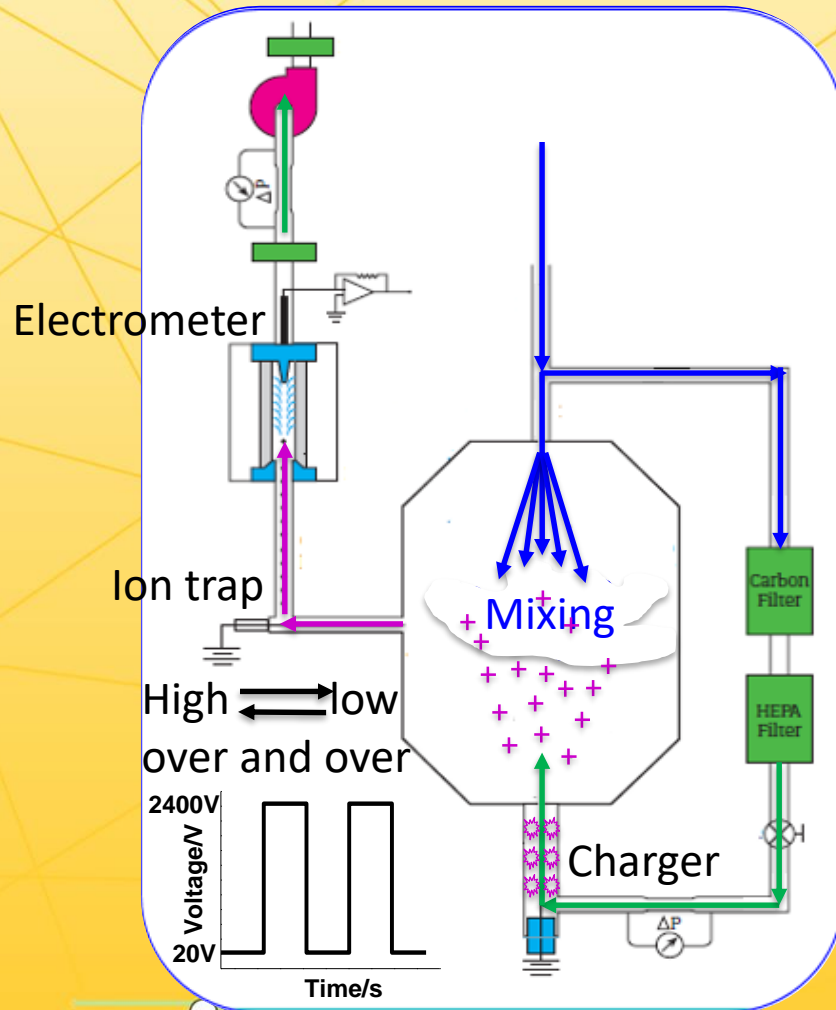 ΔP
Electrometer
Ion trap
High low
over and over
2400V
Voltage/V
20V
Time/s
Mixing
Carbon
Filter
HEPA
Filter
Charger
ΔP